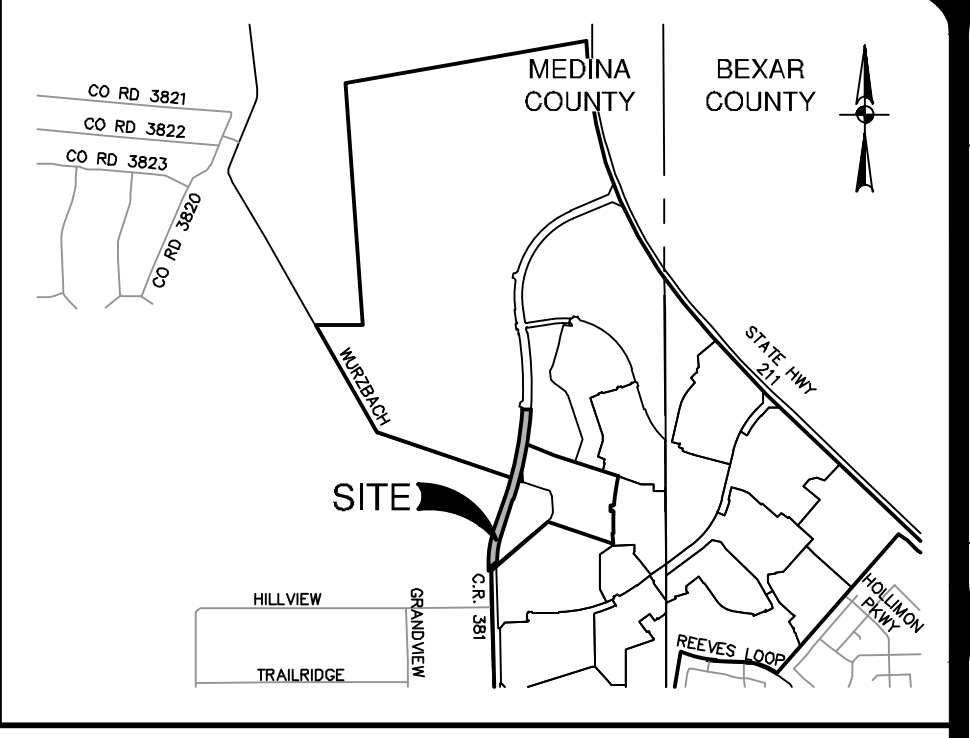 MEDINA
COUNTY
BEXAR
COUNTY
CO RD 3821
CO RD 3822
CO RD 3823
CO RD 3820
WURZBACH
STATE HWY
211
SITE
C.R. 381
HILLVIEW
GRANDVIEW
TRAILRIDGE
HOLLIMON
PKWY
REEVES LOOP